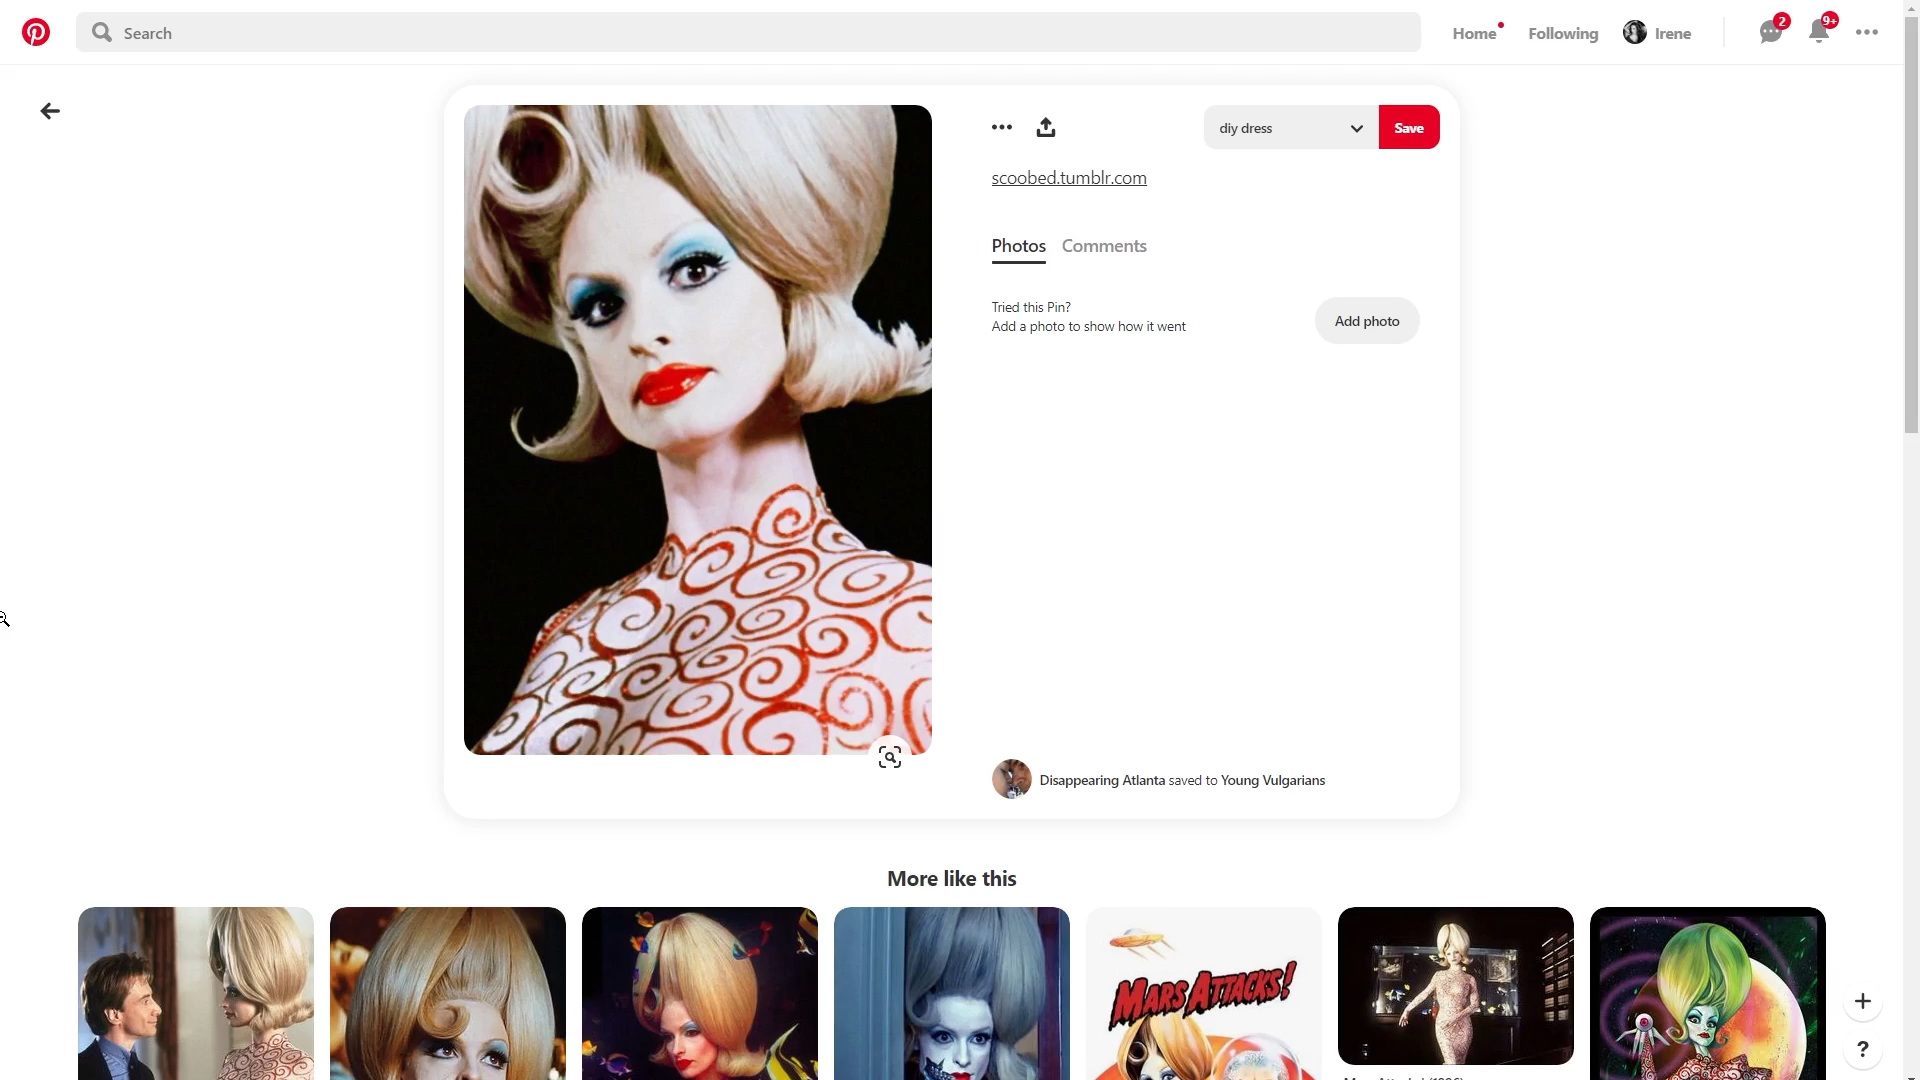 Search
Home
Following
Irene
2
9+
diy dress
Save
scoobed.tumblr.com
Photos
Comments
Tried this Pin?
Add a photo to show how it went
Add photo
Disappearing Atlanta saved to Young Vulgarians
More like this
MARS ATTACKS!
+
?